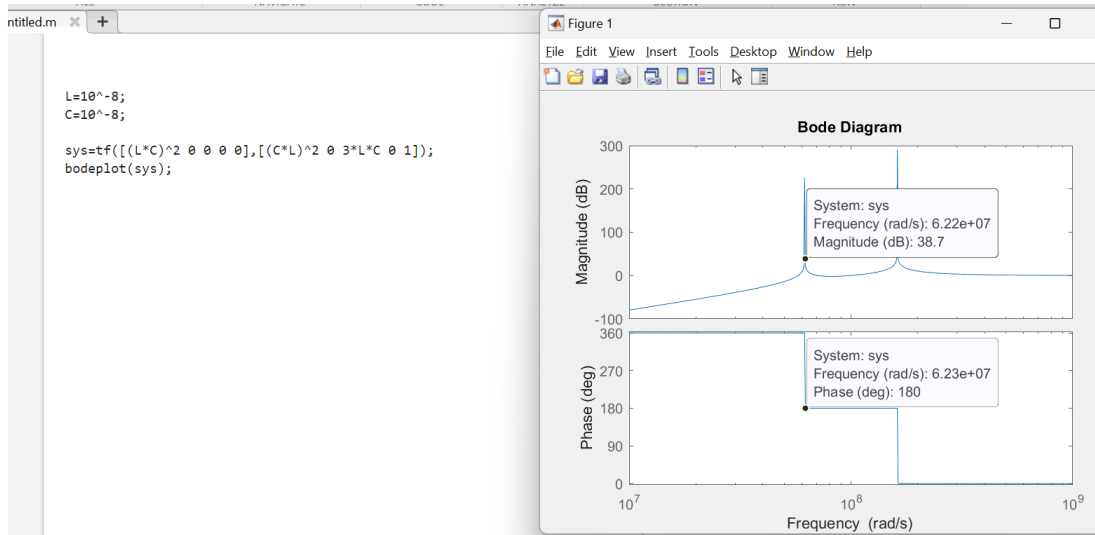 ntitled.m
L=10^-8;
C=10^-8;
sys=tf([(L*C)^2 0 0 0 0],[(C*L)^2 0 3*L*C 0 1]);
bodeplot(sys);
Figure 1
File Edit View Insert Tools Desktop Window Help
Bode Diagram
Magnitude (dB)
300
200
100
0
-100
System: sys
Frequency (rad/s): 6.22e+07
Magnitude (dB): 38.7
Phase (deg)
360
270
180
90
0
System: sys
Frequency (rad/s): 6.23e+07
Phase (deg): 180
10^7 10^8 10^9
Frequency (rad/s)